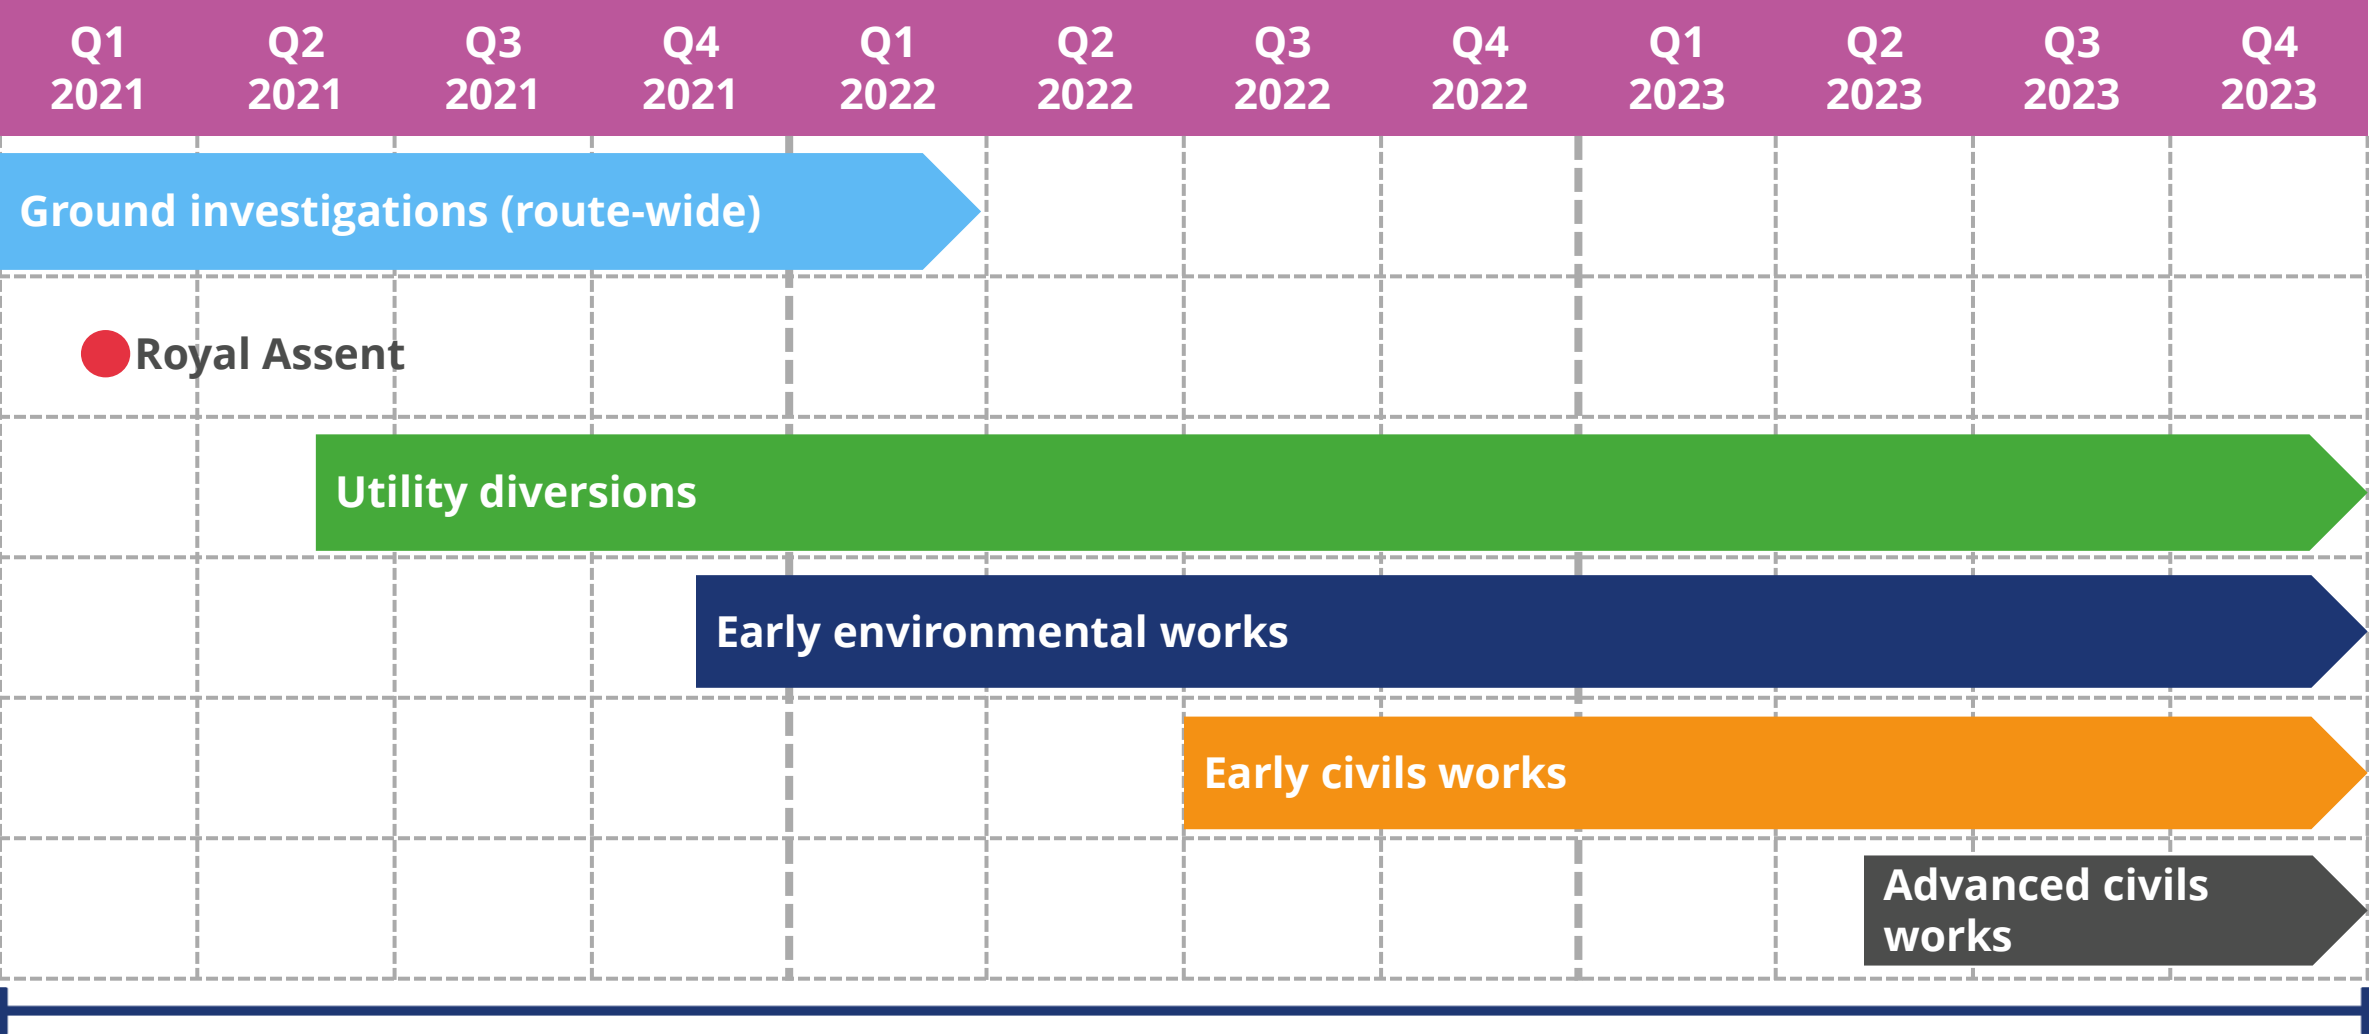 Q1 Q2 Q3 Q4 Q1 Q2 Q3 Q4 Q1 Q2 Q3 Q4
2021 2021 2021 2021 2022 2022 2022 2022 2023 2023 2023 2023
Ground investigations (route-wide)
Royal Assent
Utility diversions
Early environmental works
Early civils works
Advanced civils
works